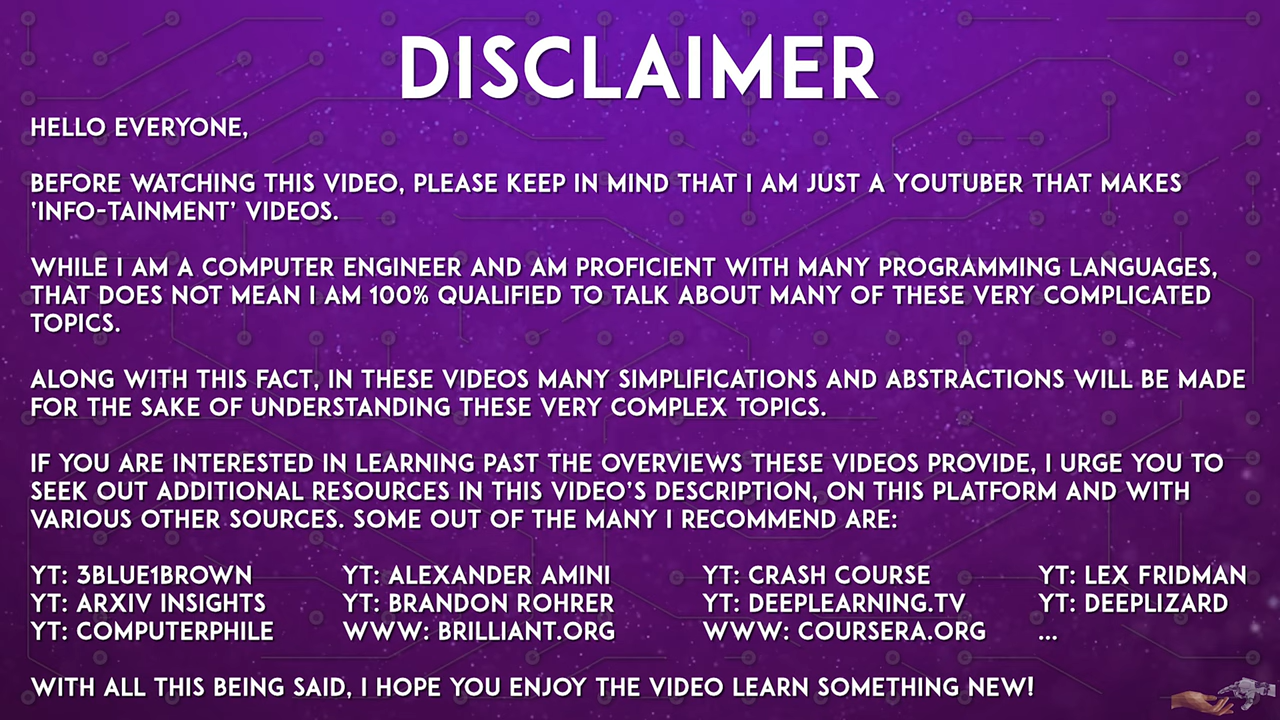 DISCLAIMER
HELLO EVERYONE,
BEFORE WATCHING THIS VIDEO, PLEASE KEEP IN MIND THAT I AM JUST A YOUTUBER THAT MAKES
'INFO-TAINMENT' VIDEOS.
WHILE I AM A COMPUTER ENGINEER AND AM PROFICIENT WITH MANY PROGRAMMING LANGUAGES,
THAT DOES NOT MEAN I AM 100% QUALIFIED TO TALK ABOUT MANY OF THESE VERY COMPLICATED
TOPICS.
ALONG WITH THIS FACT, IN THESE VIDEOS MANY SIMPLIFICATIONS AND ABSTRACTIONS WILL BE MADE
FOR THE SAKE OF UNDERSTANDING THESE VERY COMPLEX TOPICS.
IF YOU ARE INTERESTED IN LEARNING PAST THE OVERVIEWS THESE VIDEOS PROVIDE, I URGE YOU TO
SEEK OUT ADDITIONAL RESOURCES IN THIS VIDEO'S DESCRIPTION, ON THIS PLATFORM AND WITH
VARIOUS OTHER SOURCES. SOME OUT OF THE MANY I RECOMMEND ARE:
YT: 3BLUE1BROWN YT: ALEXANDER AMINI YT: CRASH COURSE YT: LEX FRIDMAN
YT: ARXIV INSIGHTS YT: BRANDON ROHRER YT: DEEPLEARNING.TV YT: DEEPLIZARD
YT: COMPUTERPHILE WWW: BRILLIANT.ORG WWW: COURSERA.ORG ...
WITH ALL THIS BEING SAID, I HOPE YOU ENJOY THE VIDEO LEARN SOMETHING NEW!